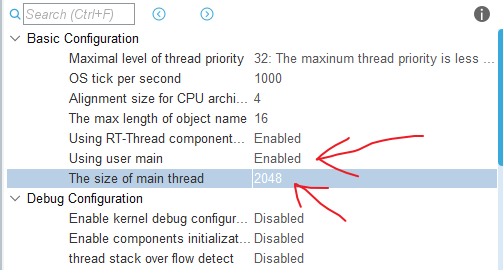 Search (Ctrl+F)
Basic Configuration
Maximal level of thread priority 32: The maxinum thread priority is less ...
OS tick per second 1000
Alignment size for CPU archi... 4
The max length of object name 16
Using RT-Thread component... Enabled
Using user main Enabled
The size of main thread 2048
Debug Configuration
Enable kernel debug configur... Disabled
Enable components initializat... Disabled
thread stack over flow detect Disabled